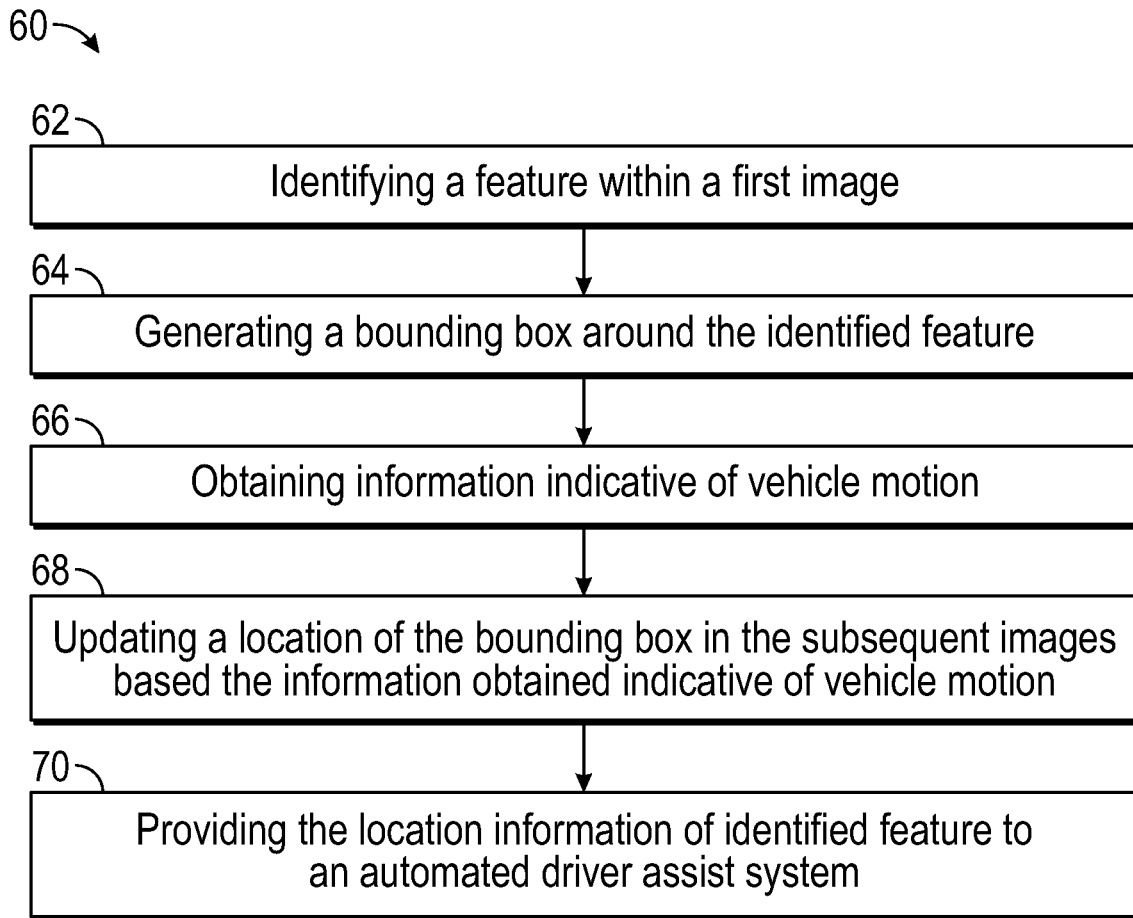 60
62
Identifying a feature within a first image
64
Generating a bounding box around the identified feature
66
Obtaining information indicative of vehicle motion
68
Updating a location of the bounding box in the subsequent images
based the information obtained indicative of vehicle motion
70
Providing the location information of identified feature to
an automated driver assist system